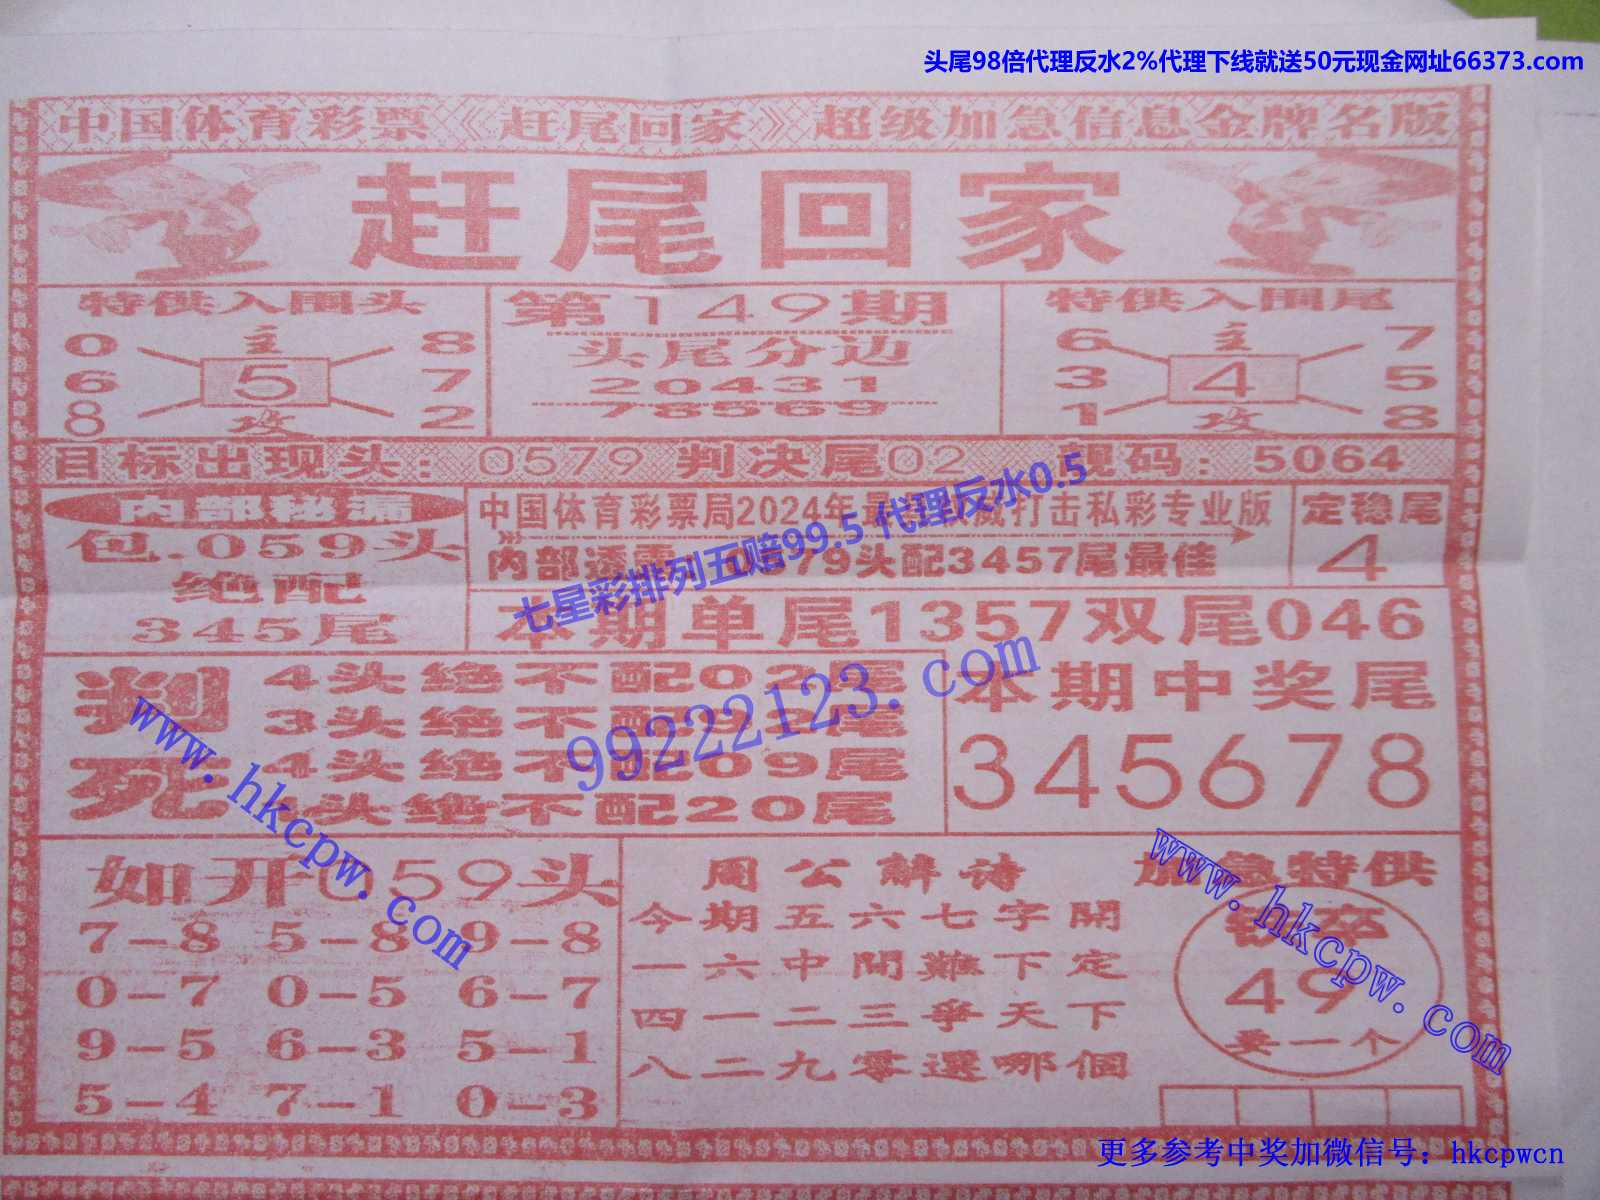 头尾98倍代理反水2%代理下线就送50元现金网址66373.com
中国体育彩票《赶尾回家》超级加急信息金牌名版
赶尾回家
特供入围头
0 主 8
6 5 7
8 攻 2
第149期
头尾分边
20431
78569
特供入围尾
6 主 7
3 4 5
1 攻 8
目标出现头：0579 判决尾02 靓码：5064
内部秘漏
包.059头
绝配
345尾
中国体育彩票局2024年最 威打击私彩专业版
内部透露 0579头配3457尾最佳
定稳尾
4
七星彩排列五赔99.5 代理反水0.5
本期单尾1357双尾046
判死
4头绝不配02尾
3头绝不配 尾
4头绝不配09尾
头绝不配20尾
99222123.com
本期中奖尾
345678
www.hkcpw.com
如开059头
7-8 5-8 9-8
0-7 0-5 6-7
9-5 6-3 5-1
5-4 7-1 0-3
周公解诗
今期五六七字開
一六中間難下定
四一二三爭天下
八二九零選哪個
加急特供
49
卖一个
www.hkcpw.com
更多参考中奖加微信号：hkcpwcn